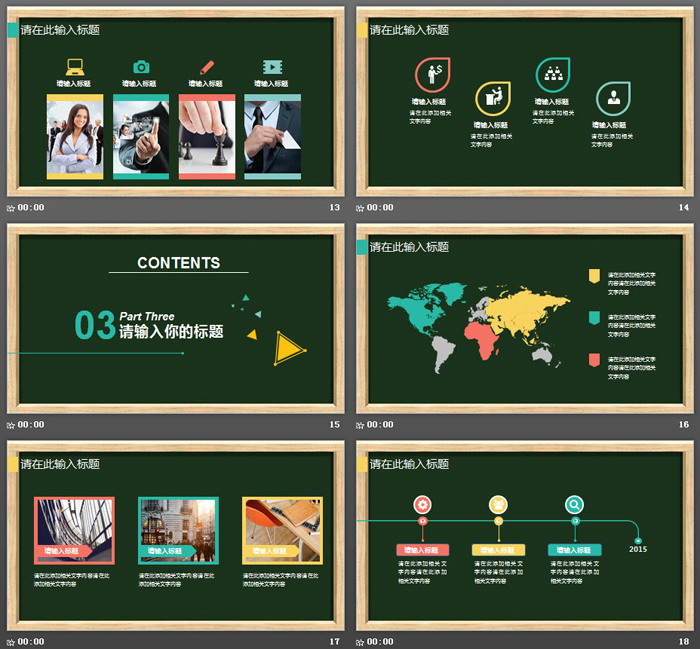 请在此输入标题
请输入标题
请输入标题
请输入标题
请输入标题
00:00
13
请在此输入标题
请输入标题
请在此添加相关
文字内容
请输入标题
请在此添加相关
文字内容
请输入标题
请在此添加相关
文字内容
请输入标题
请在此添加相关
文字内容
00:00
14
CONTENTS
03
Part Three
请输入你的标题
00:00
15
请在此输入标题
请在此添加相关文字
内容请在此添加相关
文字内容
请在此添加相关文字
内容请在此添加相关
文字内容
请在此添加相关文字
内容请在此添加相关
文字内容
00:00
16
请在此输入标题
请输入标题
请在此添加相关文字内容请在此
添加相关文字内容
请输入标题
请在此添加相关文字内容请在此
添加相关文字内容
请输入标题
请在此添加相关文字内容请在此
添加相关文字内容
00:00
17
请在此输入标题
请输入标题
请在此添加相关文
字内容请在此添加
相关文字内容
请输入标题
请在此添加相关文
字内容请在此添加
相关文字内容
请输入标题
请在此添加相关文
字内容请在此添加
相关文字内容
2015
00:00
18